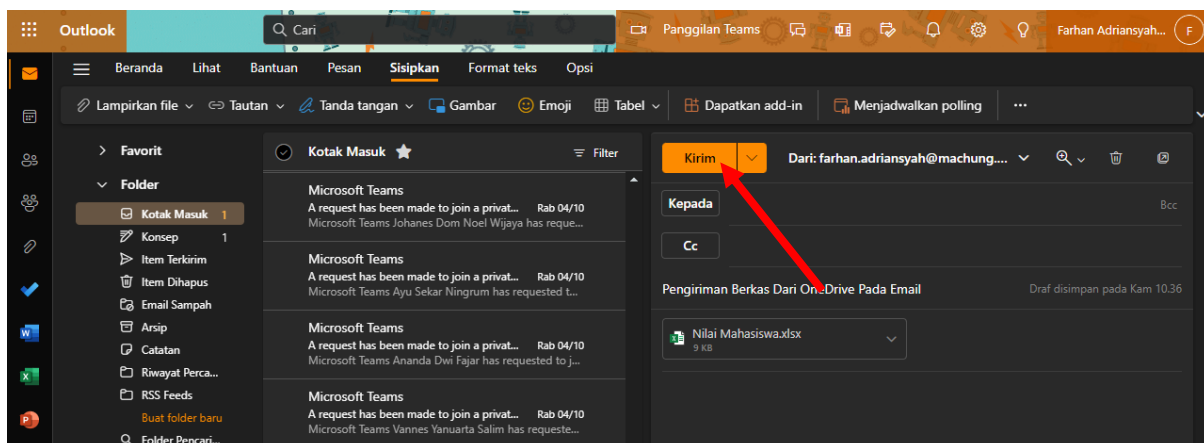 Outlook
Cari
Panggilan Teams
Farhan Adriansyah...
F
Beranda Lihat Bantuan Pesan Sisipkan Format teks Opsi
Lampirkan file Tautan Tanda tangan Gambar Emoji Tabel Dapatkan add-in Menjadwalkan polling ...
Favorit
Folder
Kotak Masuk 1
Konsep 1
Item Terkirim
Item Dihapus
Email Sampah
Arsip
Catatan
Riwayat Perca...
RSS Feeds
Buat folder baru
Folder Pencari...
Kotak Masuk
Filter
Microsoft Teams
A request has been made to join a privat... Rab 04/10
Microsoft Teams Johanes Dom Noel Wijaya has reque...
Microsoft Teams
A request has been made to join a privat... Rab 04/10
Microsoft Teams Ayu Sekar Ningrum has requested t...
Microsoft Teams
A request has been made to join a privat... Rab 04/10
Microsoft Teams Ananda Dwi Fajar has requested to j...
Microsoft Teams
A request has been made to join a privat... Rab 04/10
Microsoft Teams Vannes Yanuarta Salim has requeste...
Kirim
Dari: farhan.adriansyah@machung....
Kepada
Bcc
Cc
Pengiriman Berkas Dari OneDrive Pada Email
Draf disimpan pada Kam 10.36
Nilai Mahasiswa.xlsx
9 KB